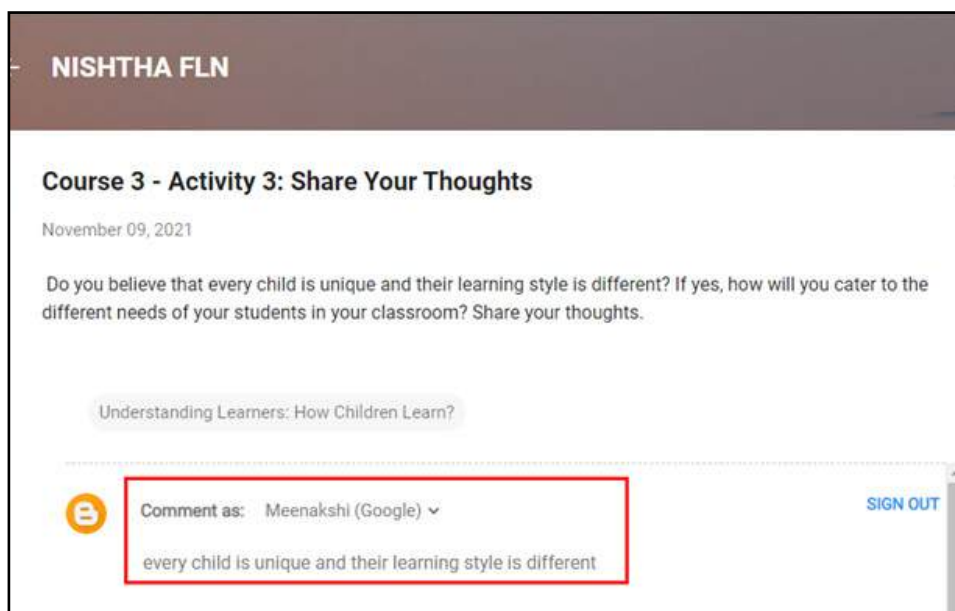 NISHTHA FLN
Course 3 - Activity 3: Share Your Thoughts
November 09, 2021
Do you believe that every child is unique and their learning style is different? If yes, how will you cater to the
different needs of your students in your classroom? Share your thoughts.
Understanding Learners: How Children Learn?
Comment as: Meenakshi (Google)
SIGN OUT
every child is unique and their learning style is different